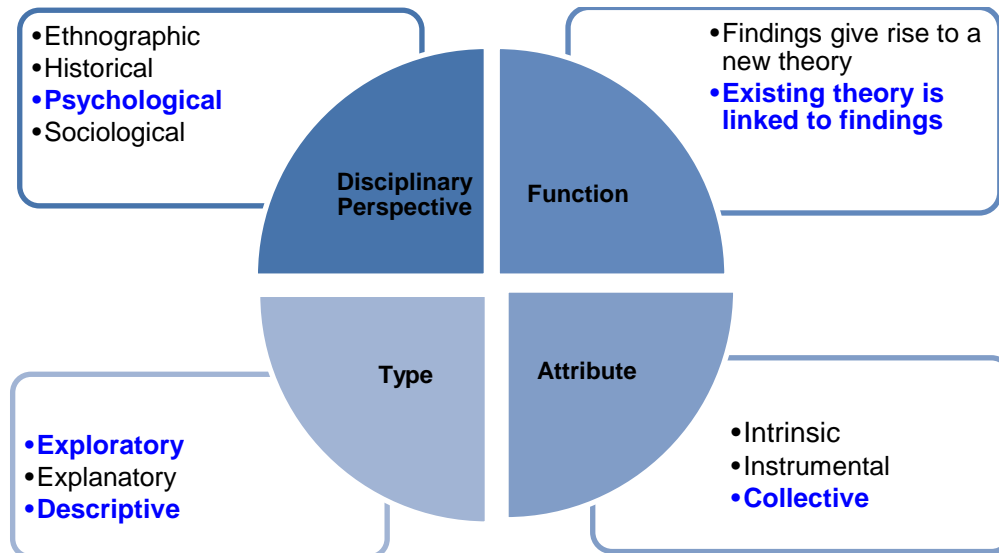 •Ethnographic
•Historical
•Psychological
•Sociological
•Findings give rise to a
new theory
•Existing theory is
linked to findings
Disciplinary
Perspective
Function
Type
Attribute
•Exploratory
•Explanatory
•Descriptive
•Intrinsic
•Instrumental
•Collective